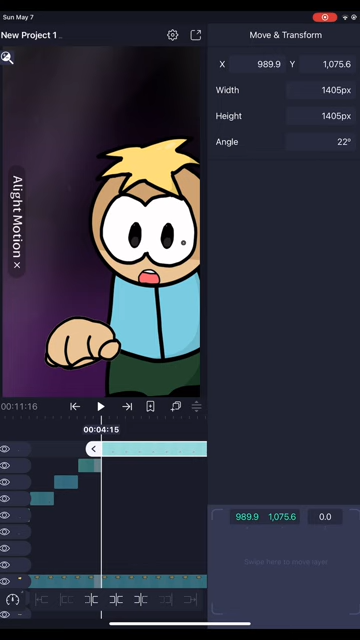 Sun May 7
New Project 1
Move & Transform
X 989.9 Y 1,075.6
Width 1405px
Height 1405px
Angle 22°
Alight Motion ×
00:11:16
00:04:15
989.9 1,075.6 0.0
Swipe here to move layer